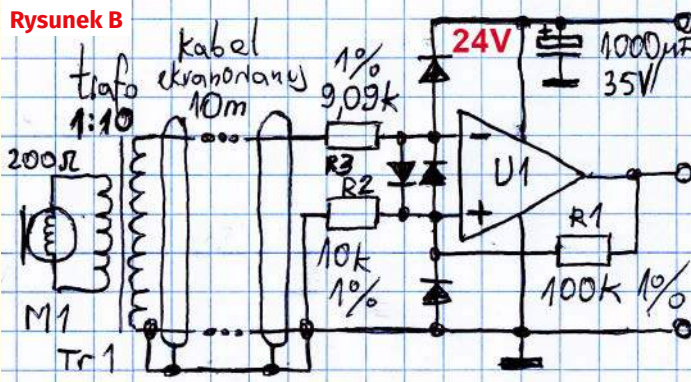 Rysunek B
kabel
ekranowany
10m
trafo
1:10
200Ω
M1
Tr1
1%
9,09k
R3
R2
10k
1%
24V
+
1000μF
35V
−
U1
+
R1
100k 1%